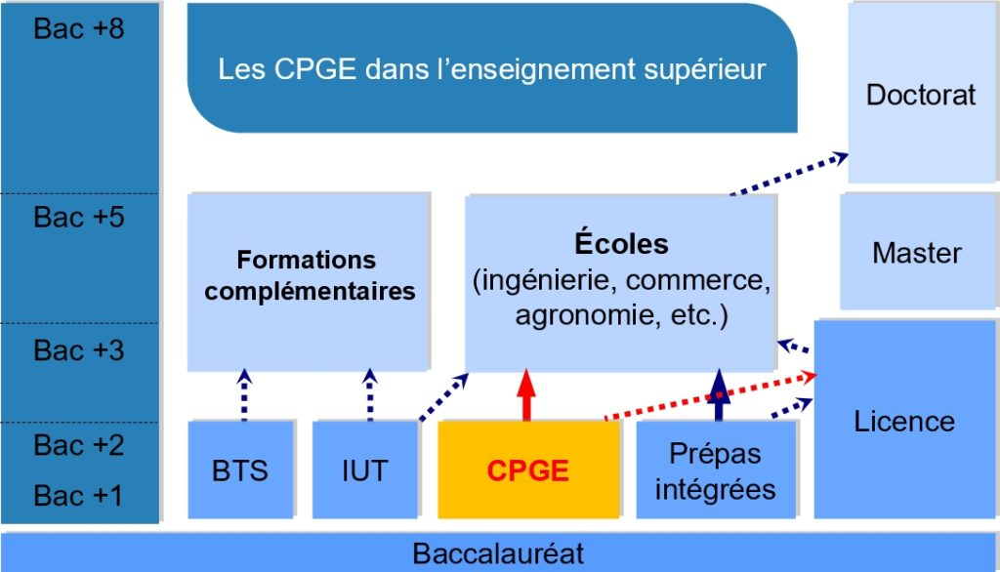 Bac +8
Les CPGE dans l’enseignement supérieur
Doctorat
Bac +5
Formations
complémentaires
Écoles
(ingénierie, commerce,
agronomie, etc.)
Master
Bac +3
Licence
Bac +2
Bac +1
BTS
IUT
CPGE
Prépas
intégrées
Baccalauréat